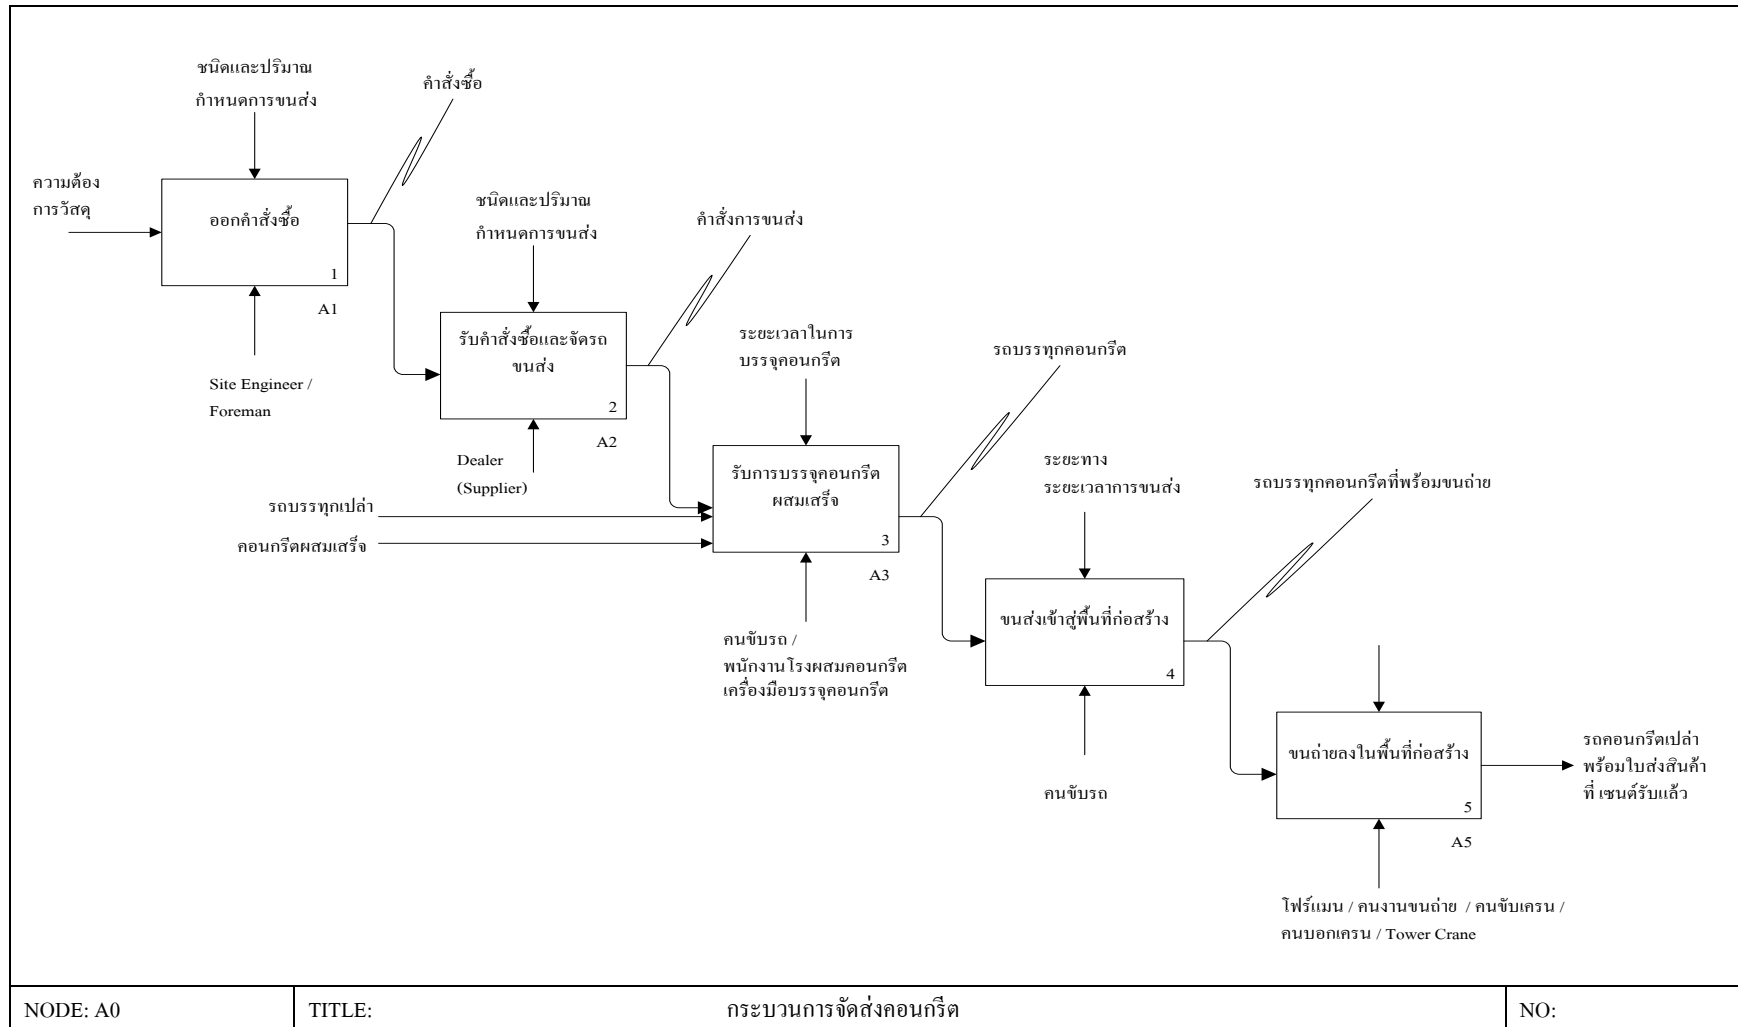 ชนิดและปริมาณ
กำหนดการขนส่ง
คำสั่งซื้อ
ความต้อง
การวัสดุ
ออกคำสั่งซื้อ
1
A1
Site Engineer /
Foreman
ชนิดและปริมาณ
กำหนดการขนส่ง
คำสั่งการขนส่ง
รับคำสั่งซื้อและจัดรถ
ขนส่ง
2
A2
Dealer
(Supplier)
ระยะเวลาในการ
บรรจุคอนกรีต
รถบรรทุกคอนกรีต
รถบรรทุกเปล่า
คอนกรีตผสมเสร็จ
รับการบรรจุคอนกรีต
ผสมเสร็จ
3
A3
คนขับรถ /
พนักงานโรงผสมคอนกรีต
เครื่องมือบรรจุคอนกรีต
ระยะทาง
ระยะเวลาการขนส่ง
รถบรรทุกคอนกรีตที่พร้อมขนถ่าย
ขนส่งเข้าสู่พื้นที่ก่อสร้าง
4
คนขับรถ
ขนถ่ายลงในพื้นที่ก่อสร้าง
5
A5
รถคอนกรีตเปล่า
พร้อมใบส่งสินค้า
ที่ เซนต์รับแล้ว
โฟร์แมน / คนงานขนถ่าย / คนขับเครน /
คนบอกเครน / Tower Crane
NODE: A0
TITLE:
กระบวนการจัดส่งคอนกรีต
NO: